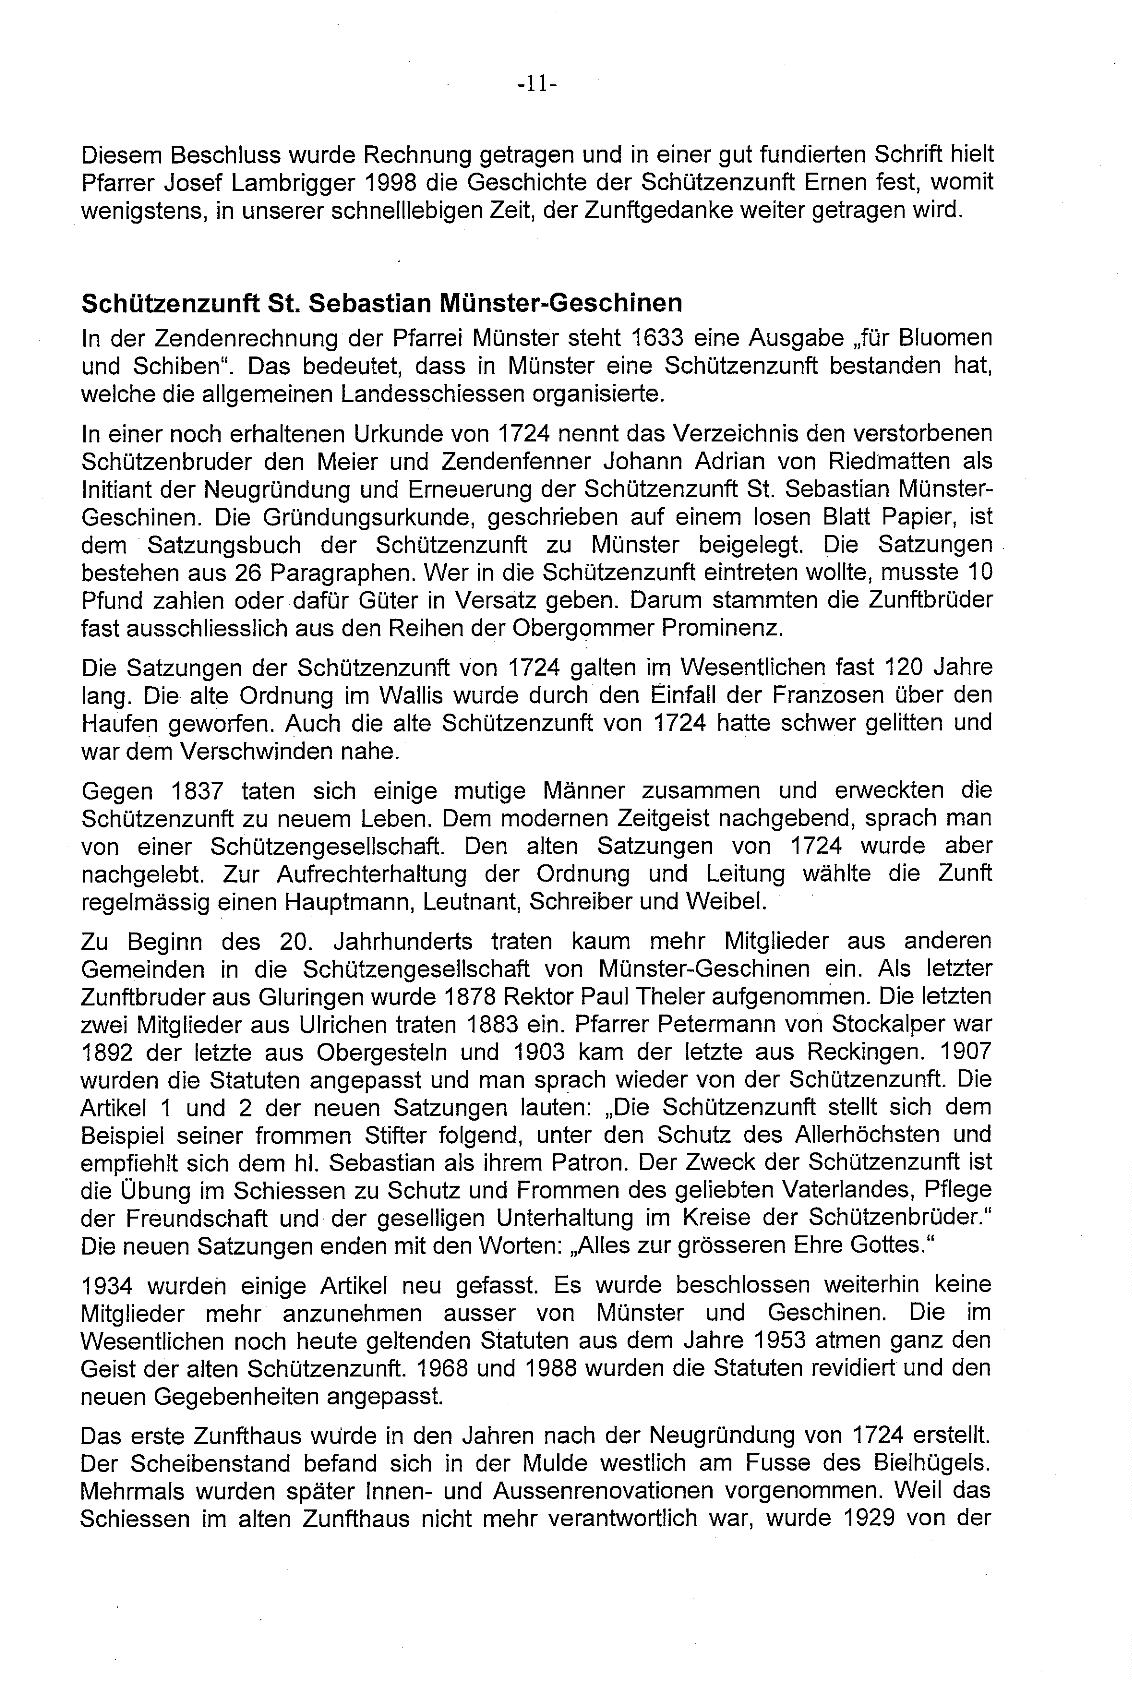 -11-
Diesem Beschluss wurde Rechnung getragen und in einer gut fundierten Schrift hielt
Pfarrer Josef Lambrigger 1998 die Geschichte der Schützenzunft Ernen fest, womit
wenigstens, in unserer schnelllebigen Zeit, der Zunftgedanke weiter getragen wird.
Schützenzunft St. Sebastian Münster-Geschinen
In der Zendenrechnung der Pfarrei Münster steht 1633 eine Ausgabe „für Bluomen
und Schiben“. Das bedeutet, dass in Münster eine Schützenzunft bestanden hat,
welche die allgemeinen Landesschiessen organisierte.
In einer noch erhaltenen Urkunde von 1724 nennt das Verzeichnis den verstorbenen
Schützenbruder den Meier und Zendenfenner Johann Adrian von Riedmatten als
Initiant der Neugründung und Erneuerung der Schützenzunft St. Sebastian Münster-
Geschinen. Die Gründungsurkunde, geschrieben auf einem losen Blatt Papier, ist
dem Satzungsbuch der Schützenzunft zu Münster beigelegt. Die Satzungen
bestehen aus 26 Paragraphen. Wer in die Schützenzunft eintreten wollte, musste 10
Pfund zahlen oder dafür Güter in Versatz geben. Darum stammten die Zunftbrüder
fast ausschliesslich aus den Reihen der Obergommer Prominenz.
Die Satzungen der Schützenzunft von 1724 galten im Wesentlichen fast 120 Jahre
lang. Die alte Ordnung im Wallis wurde durch den Einfall der Franzosen über den
Haufen geworfen. Auch die alte Schützenzunft von 1724 hatte schwer gelitten und
war dem Verschwinden nahe.
Gegen 1837 taten sich einige mutige Männer zusammen und erweckten die
Schützenzunft zu neuem Leben. Dem modernen Zeitgeist nachgebend, sprach man
von einer Schützengesellschaft. Den alten Satzungen von 1724 wurde aber
nachgelebt. Zur Aufrechterhaltung der Ordnung und Leitung wählte die Zunft
regelmässig einen Hauptmann, Leutnant, Schreiber und Weibel.
Zu Beginn des 20. Jahrhunderts traten kaum mehr Mitglieder aus anderen
Gemeinden in die Schützengesellschaft von Münster-Geschinen ein. Als letzter
Zunftbruder aus Gluringen wurde 1878 Rektor Paul Theler aufgenommen. Die letzten
zwei Mitglieder aus Ulrichen traten 1883 ein. Pfarrer Petermann von Stockalper war
1892 der letzte aus Obergesteln und 1903 kam der letzte aus Reckingen. 1907
wurden die Statuten angepasst und man sprach wieder von der Schützenzunft. Die
Artikel 1 und 2 der neuen Satzungen lauten: „Die Schützenzunft stellt sich dem
Beispiel seiner frommen Stifter folgend, unter den Schutz des Allerhöchsten und
empfiehlt sich dem hl. Sebastian als ihrem Patron. Der Zweck der Schützenzunft ist
die Übung im Schiessen zu Schutz und Frommen des geliebten Vaterlandes, Pflege
der Freundschaft und der geselligen Unterhaltung im Kreise der Schützenbrüder.“
Die neuen Satzungen enden mit den Worten: „Alles zur grösseren Ehre Gottes.“
1934 wurden einige Artikel neu gefasst. Es wurde beschlossen weiterhin keine
Mitglieder mehr anzunehmen ausser von Münster und Geschinen. Die im
Wesentlichen noch heute geltenden Statuten aus dem Jahre 1953 atmen ganz den
Geist der alten Schützenzunft. 1968 und 1988 wurden die Statuten revidiert und den
neuen Gegebenheiten angepasst.
Das erste Zunfthaus wurde in den Jahren nach der Neugründung von 1724 erstellt.
Der Scheibenstand befand sich in der Mulde westlich am Fusse des Bielhügels.
Mehrmals wurden später Innen- und Aussenrenovationen vorgenommen. Weil das
Schiessen im alten Zunfthaus nicht mehr verantwortlich war, wurde 1929 von der